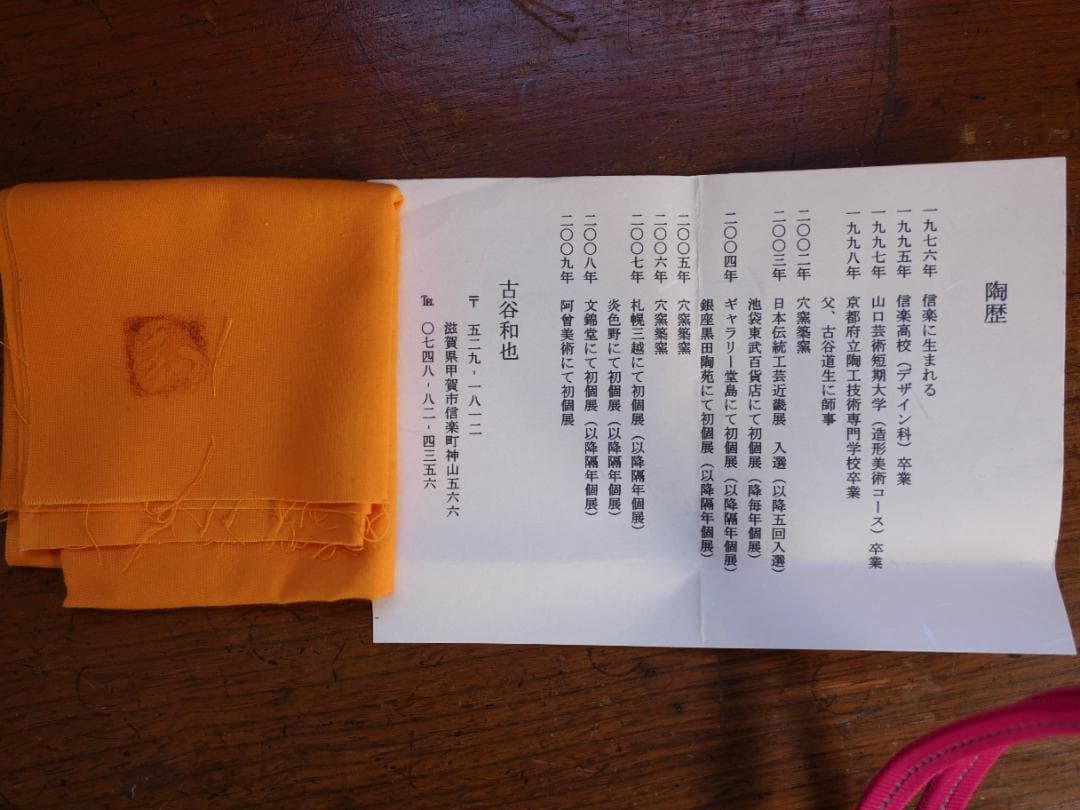 陶歴
一九七六年 信楽に生まれる
一九九五年 信楽高校（デザイン科）卒業
一九九七年 山口芸術短期大学（造形美術コース）卒業
一九九八年 京都府立陶工技術専門学校卒業
父、古谷道生に師事
二〇〇二年 穴窯築窯
二〇〇三年 日本伝統工芸近畿展 入選（以降五回入選）
池袋東武百貨店にて初個展（降毎年個展）
二〇〇四年 ギャラリー堂島にて初個展（以降隔年個展）
銀座黒田陶苑にて初個展（以降隔年個展）
二〇〇五年 穴窯築窯
二〇〇六年 穴窯築窯
二〇〇七年 札幌三越にて初個展（以降隔年個展）
炎色野にて初個展（以降隔年個展）
二〇〇八年 文錦堂にて初個展（以降隔年個展）
二〇〇九年 阿曾美術にて初個展
古谷和也
〒 五二九-一八一二
滋賀県甲賀市信楽町神山五六六
℡ 〇七四八-八二-四三五六